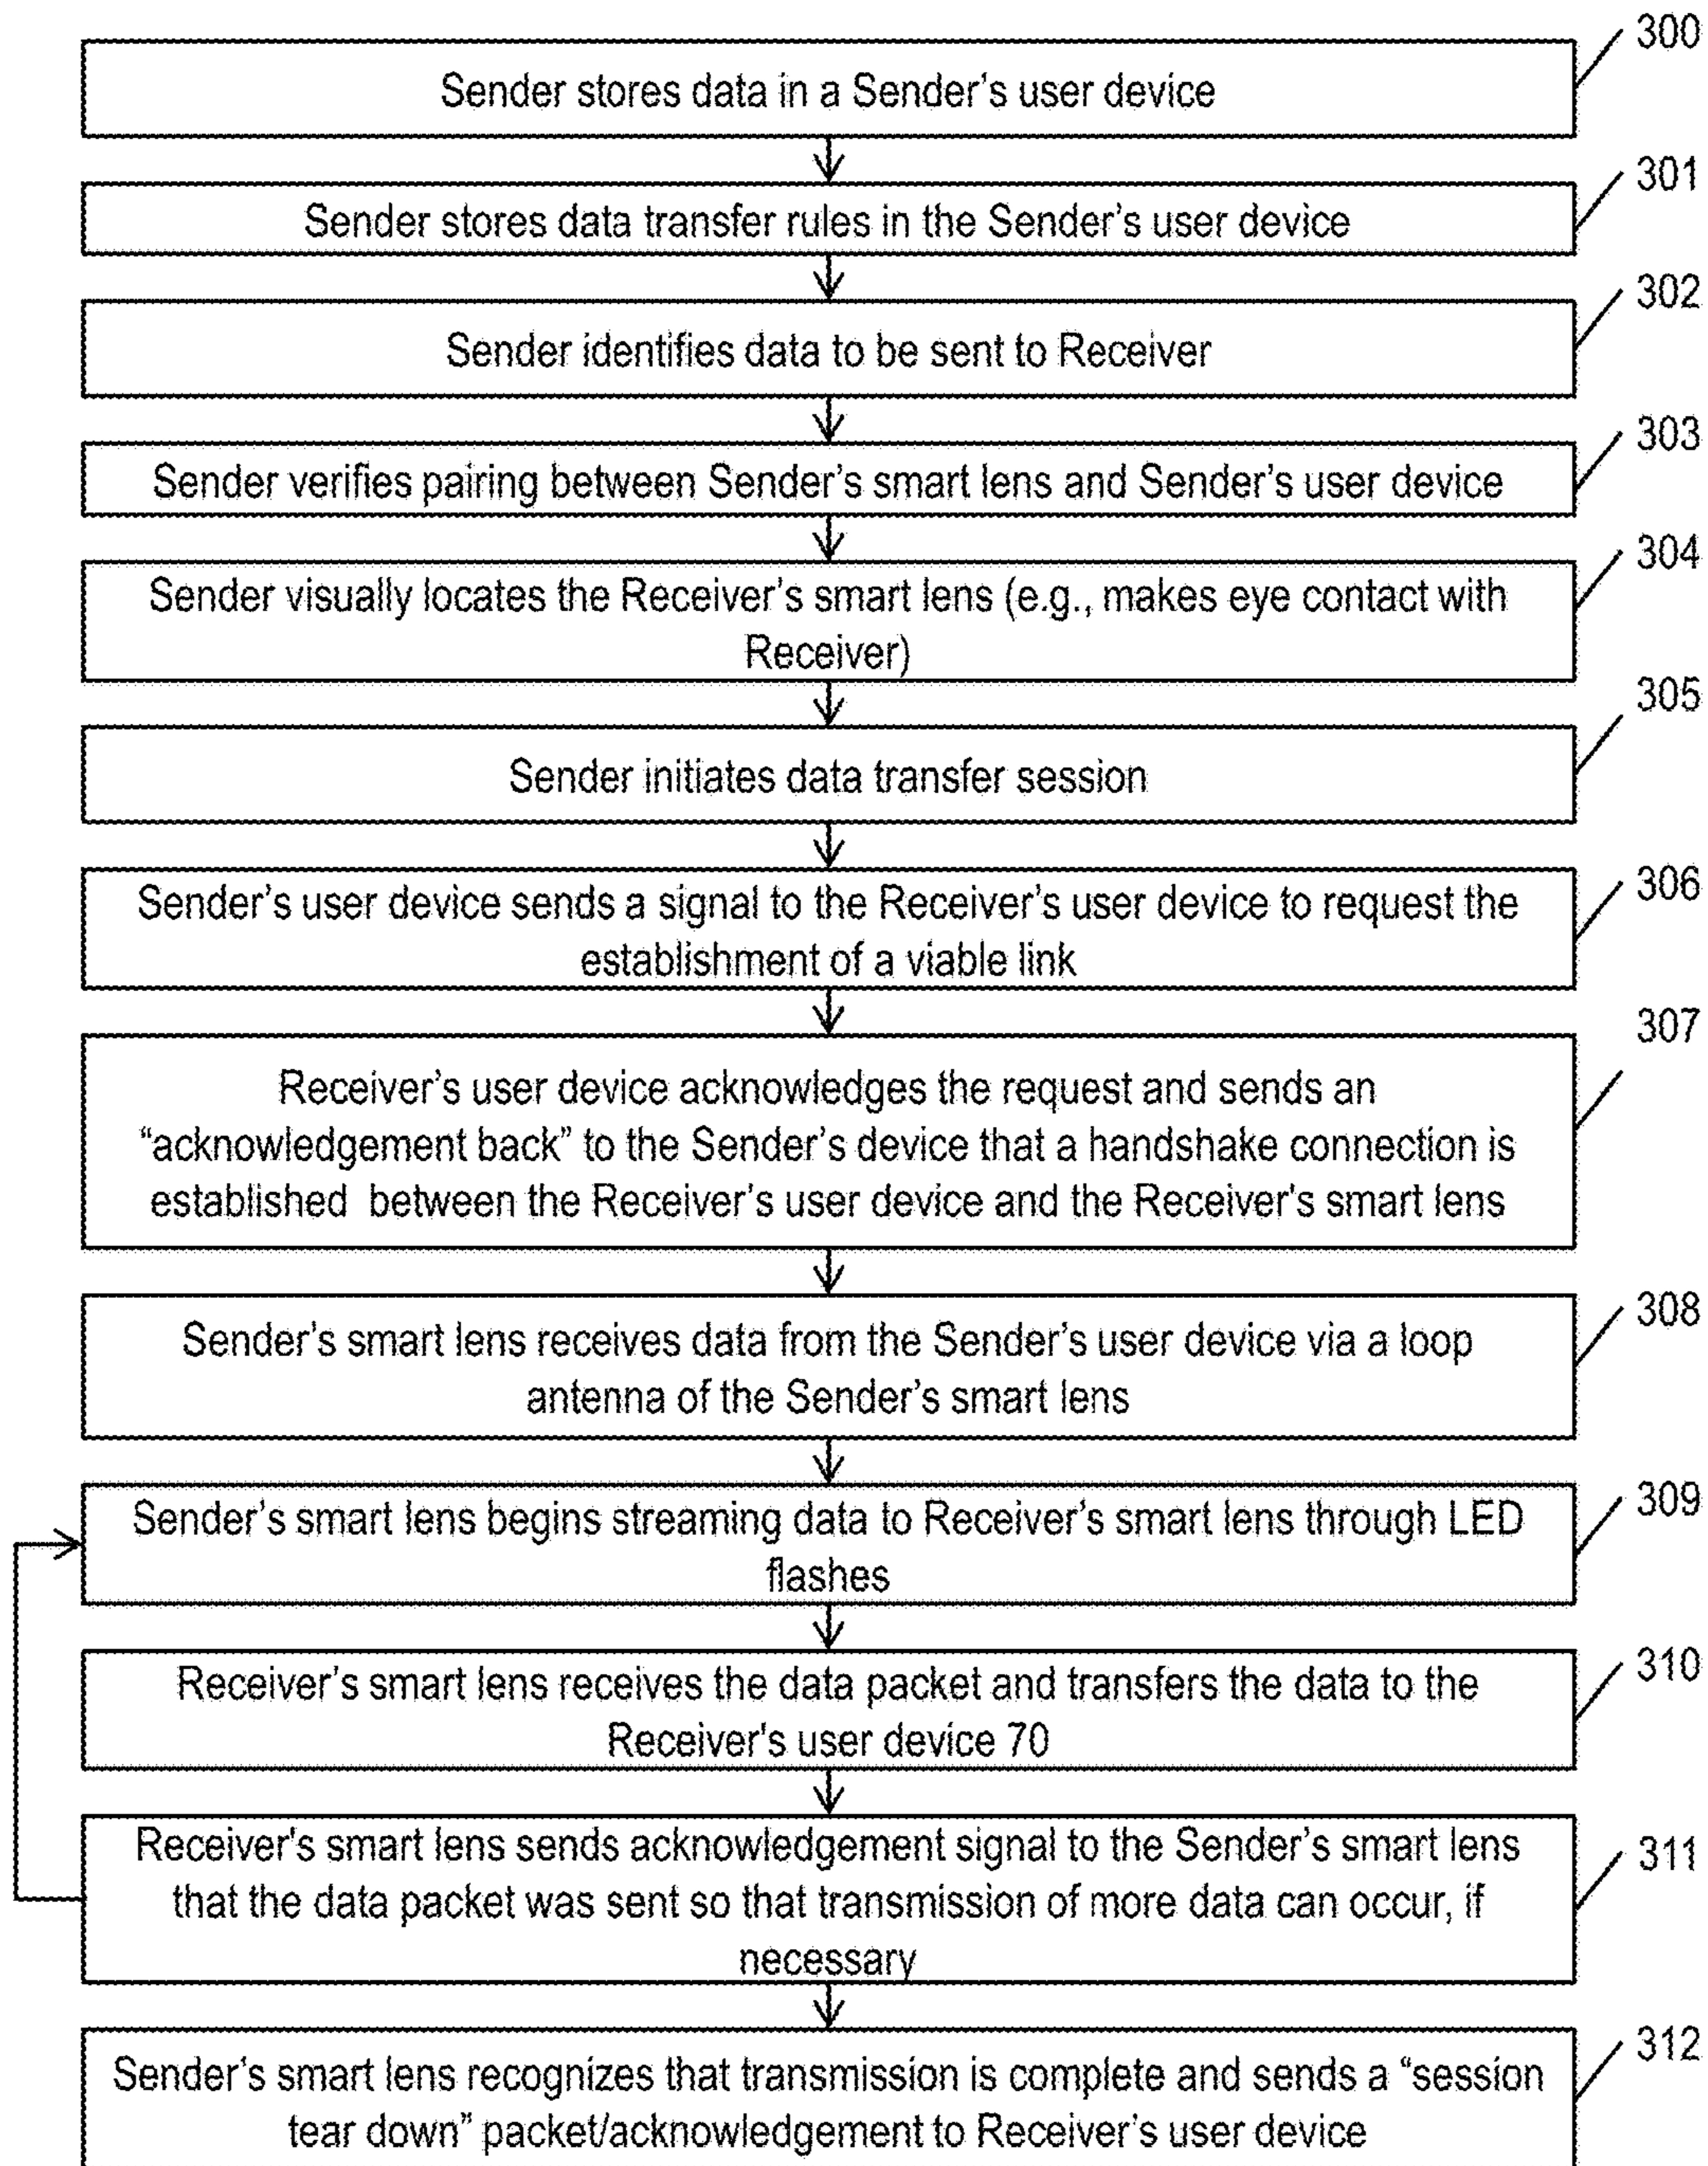 300
Sender stores data in a Sender’s user device
301
Sender stores data transfer rules in the Sender’s user device
302
Sender identifies data to be sent to Receiver
303
Sender verifies pairing between Sender’s smart lens and Sender’s user device
304
Sender visually locates the Receiver’s smart lens (e.g., makes eye contact with
Receiver)
305
Sender initiates data transfer session
306
Sender’s user device sends a signal to the Receiver’s user device to request the
establishment of a viable link
307
Receiver’s user device acknowledges the request and sends an
“acknowledgement back” to the Sender’s device that a handshake connection is
established between the Receiver’s user device and the Receiver's smart lens
308
Sender’s smart lens receives data from the Sender’s user device via a loop
antenna of the Sender’s smart lens
309
Sender’s smart lens begins streaming data to Receiver’s smart lens through LED
flashes
310
Receiver’s smart lens receives the data packet and transfers the data to the
Receiver's user device 70
311
Receiver's smart lens sends acknowledgement signal to the Sender’s smart lens
that the data packet was sent so that transmission of more data can occur, if
necessary
312
Sender’s smart lens recognizes that transmission is complete and sends a “session
tear down” packet/acknowledgement to Receiver’s user device